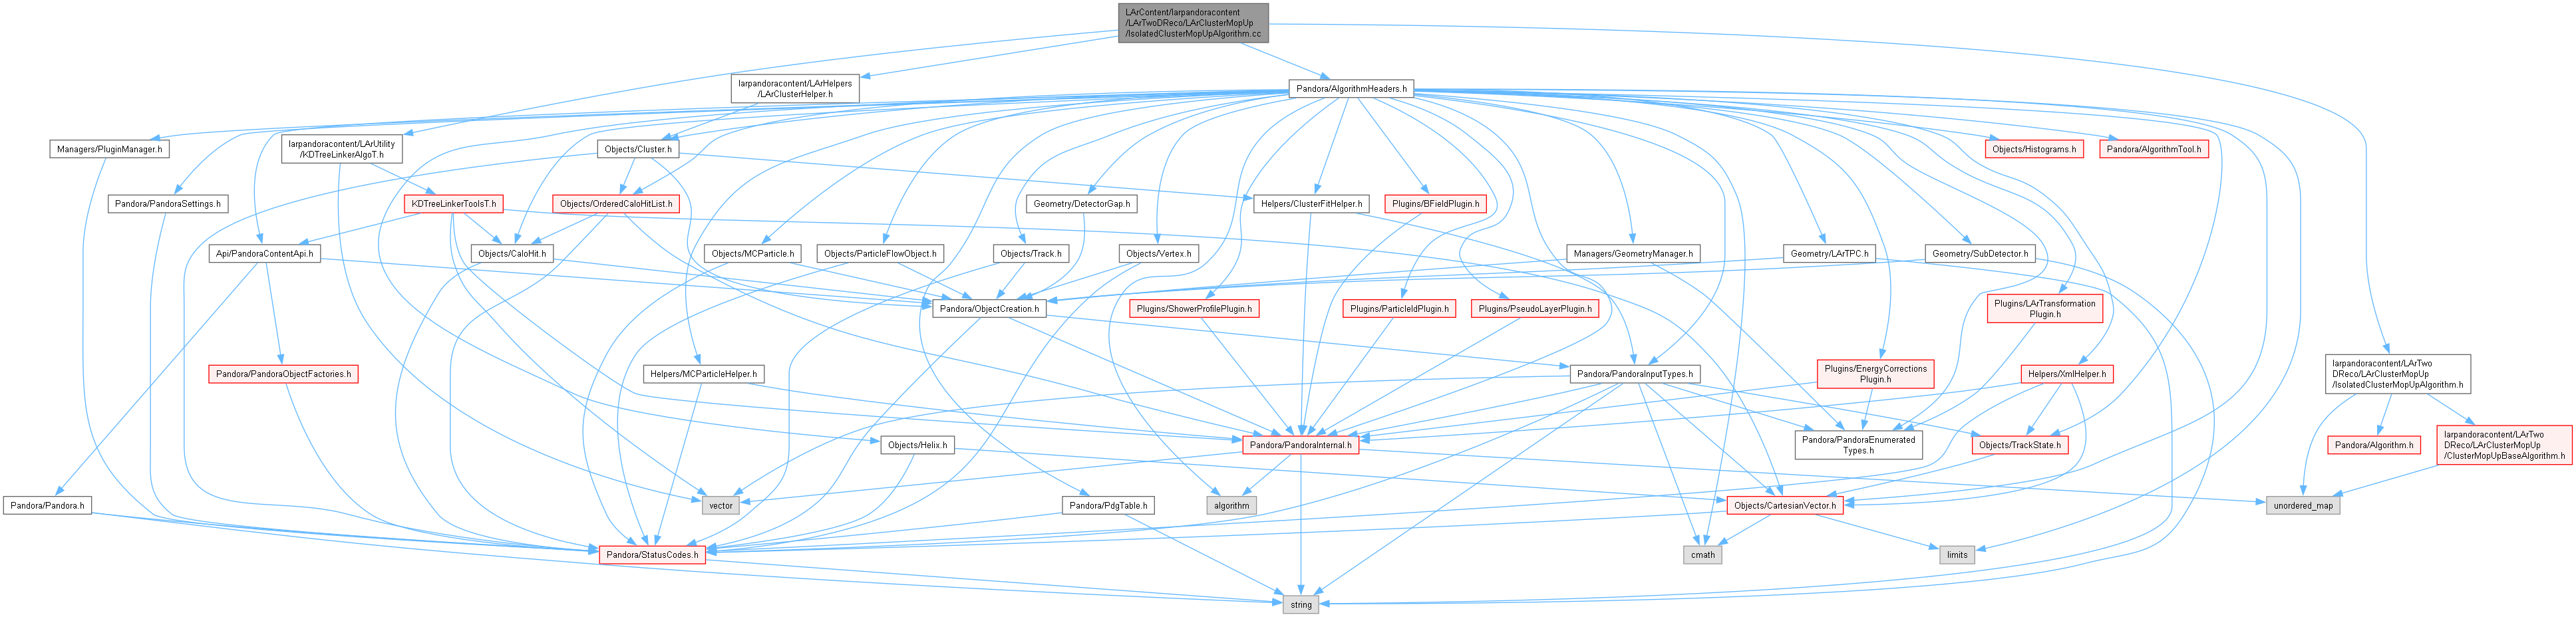 LArContent/larpandoracontent
/LArTwoDReco/LArClusterMopUp
/IsolatedClusterMopUpAlgorithm.cc
larpandoracontent/LArHelpers
/LArClusterHelper.h
Pandora/AlgorithmHeaders.h
Managers/PluginManager.h
larpandoracontent/LArUtility
/KDTreeLinkerAlgoT.h
Objects/Cluster.h
Objects/Histograms.h
Pandora/AlgorithmTool.h
Pandora/PandoraSettings.h
KDTreeLinkerToolsT.h
Objects/OrderedCaloHitList.h
Geometry/DetectorGap.h
Helpers/ClusterFitHelper.h
Plugins/BFieldPlugin.h
Api/PandoraContentApi.h
Objects/CaloHit.h
Objects/MCParticle.h
Objects/ParticleFlowObject.h
Objects/Track.h
Objects/Vertex.h
Managers/GeometryManager.h
Geometry/LArTPC.h
Geometry/SubDetector.h
Pandora/ObjectCreation.h
Plugins/ShowerProfilePlugin.h
Plugins/ParticleIdPlugin.h
Plugins/PseudoLayerPlugin.h
Plugins/LArTransformation
Plugin.h
Pandora/PandoraObjectFactories.h
Helpers/MCParticleHelper.h
Pandora/PandoraInputTypes.h
Plugins/EnergyCorrections
Plugin.h
Helpers/XmlHelper.h
larpandoracontent/LArTwo
DReco/LArClusterMopUp
/IsolatedClusterMopUpAlgorithm.h
Objects/Helix.h
Pandora/PandoraInternal.h
Pandora/PandoraEnumerated
Types.h
Objects/TrackState.h
Pandora/Algorithm.h
larpandoracontent/LArTwo
DReco/LArClusterMopUp
/ClusterMopUpBaseAlgorithm.h
Pandora/Pandora.h
vector
Pandora/PdgTable.h
algorithm
Objects/CartesianVector.h
unordered_map
Pandora/StatusCodes.h
cmath
limits
string